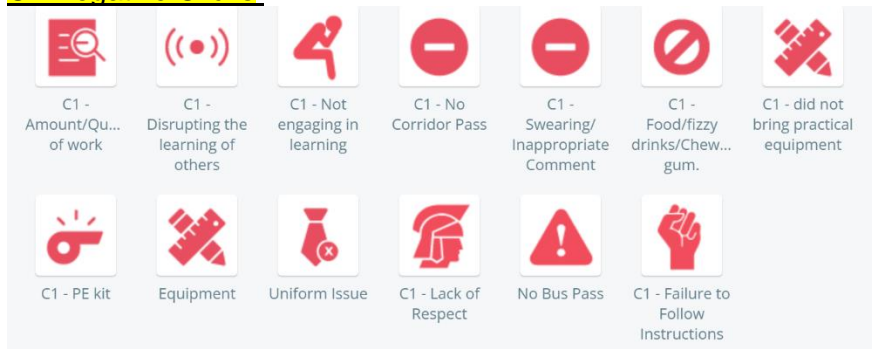 C1 -
Amount/Qu...
of work
C1 -
Disrupting the
learning of
others
C1 - Not
engaging in
learning
C1 - No
Corridor Pass
C1 -
Swearing/
Inappropriate
Comment
C1 -
Food/fizzy
drinks/Chew...
gum.
C1 - did not
bring practical
equipment
C1 - PE kit
Equipment
Uniform Issue
C1 - Lack of
Respect
No Bus Pass
C1 - Failure to
Follow
Instructions